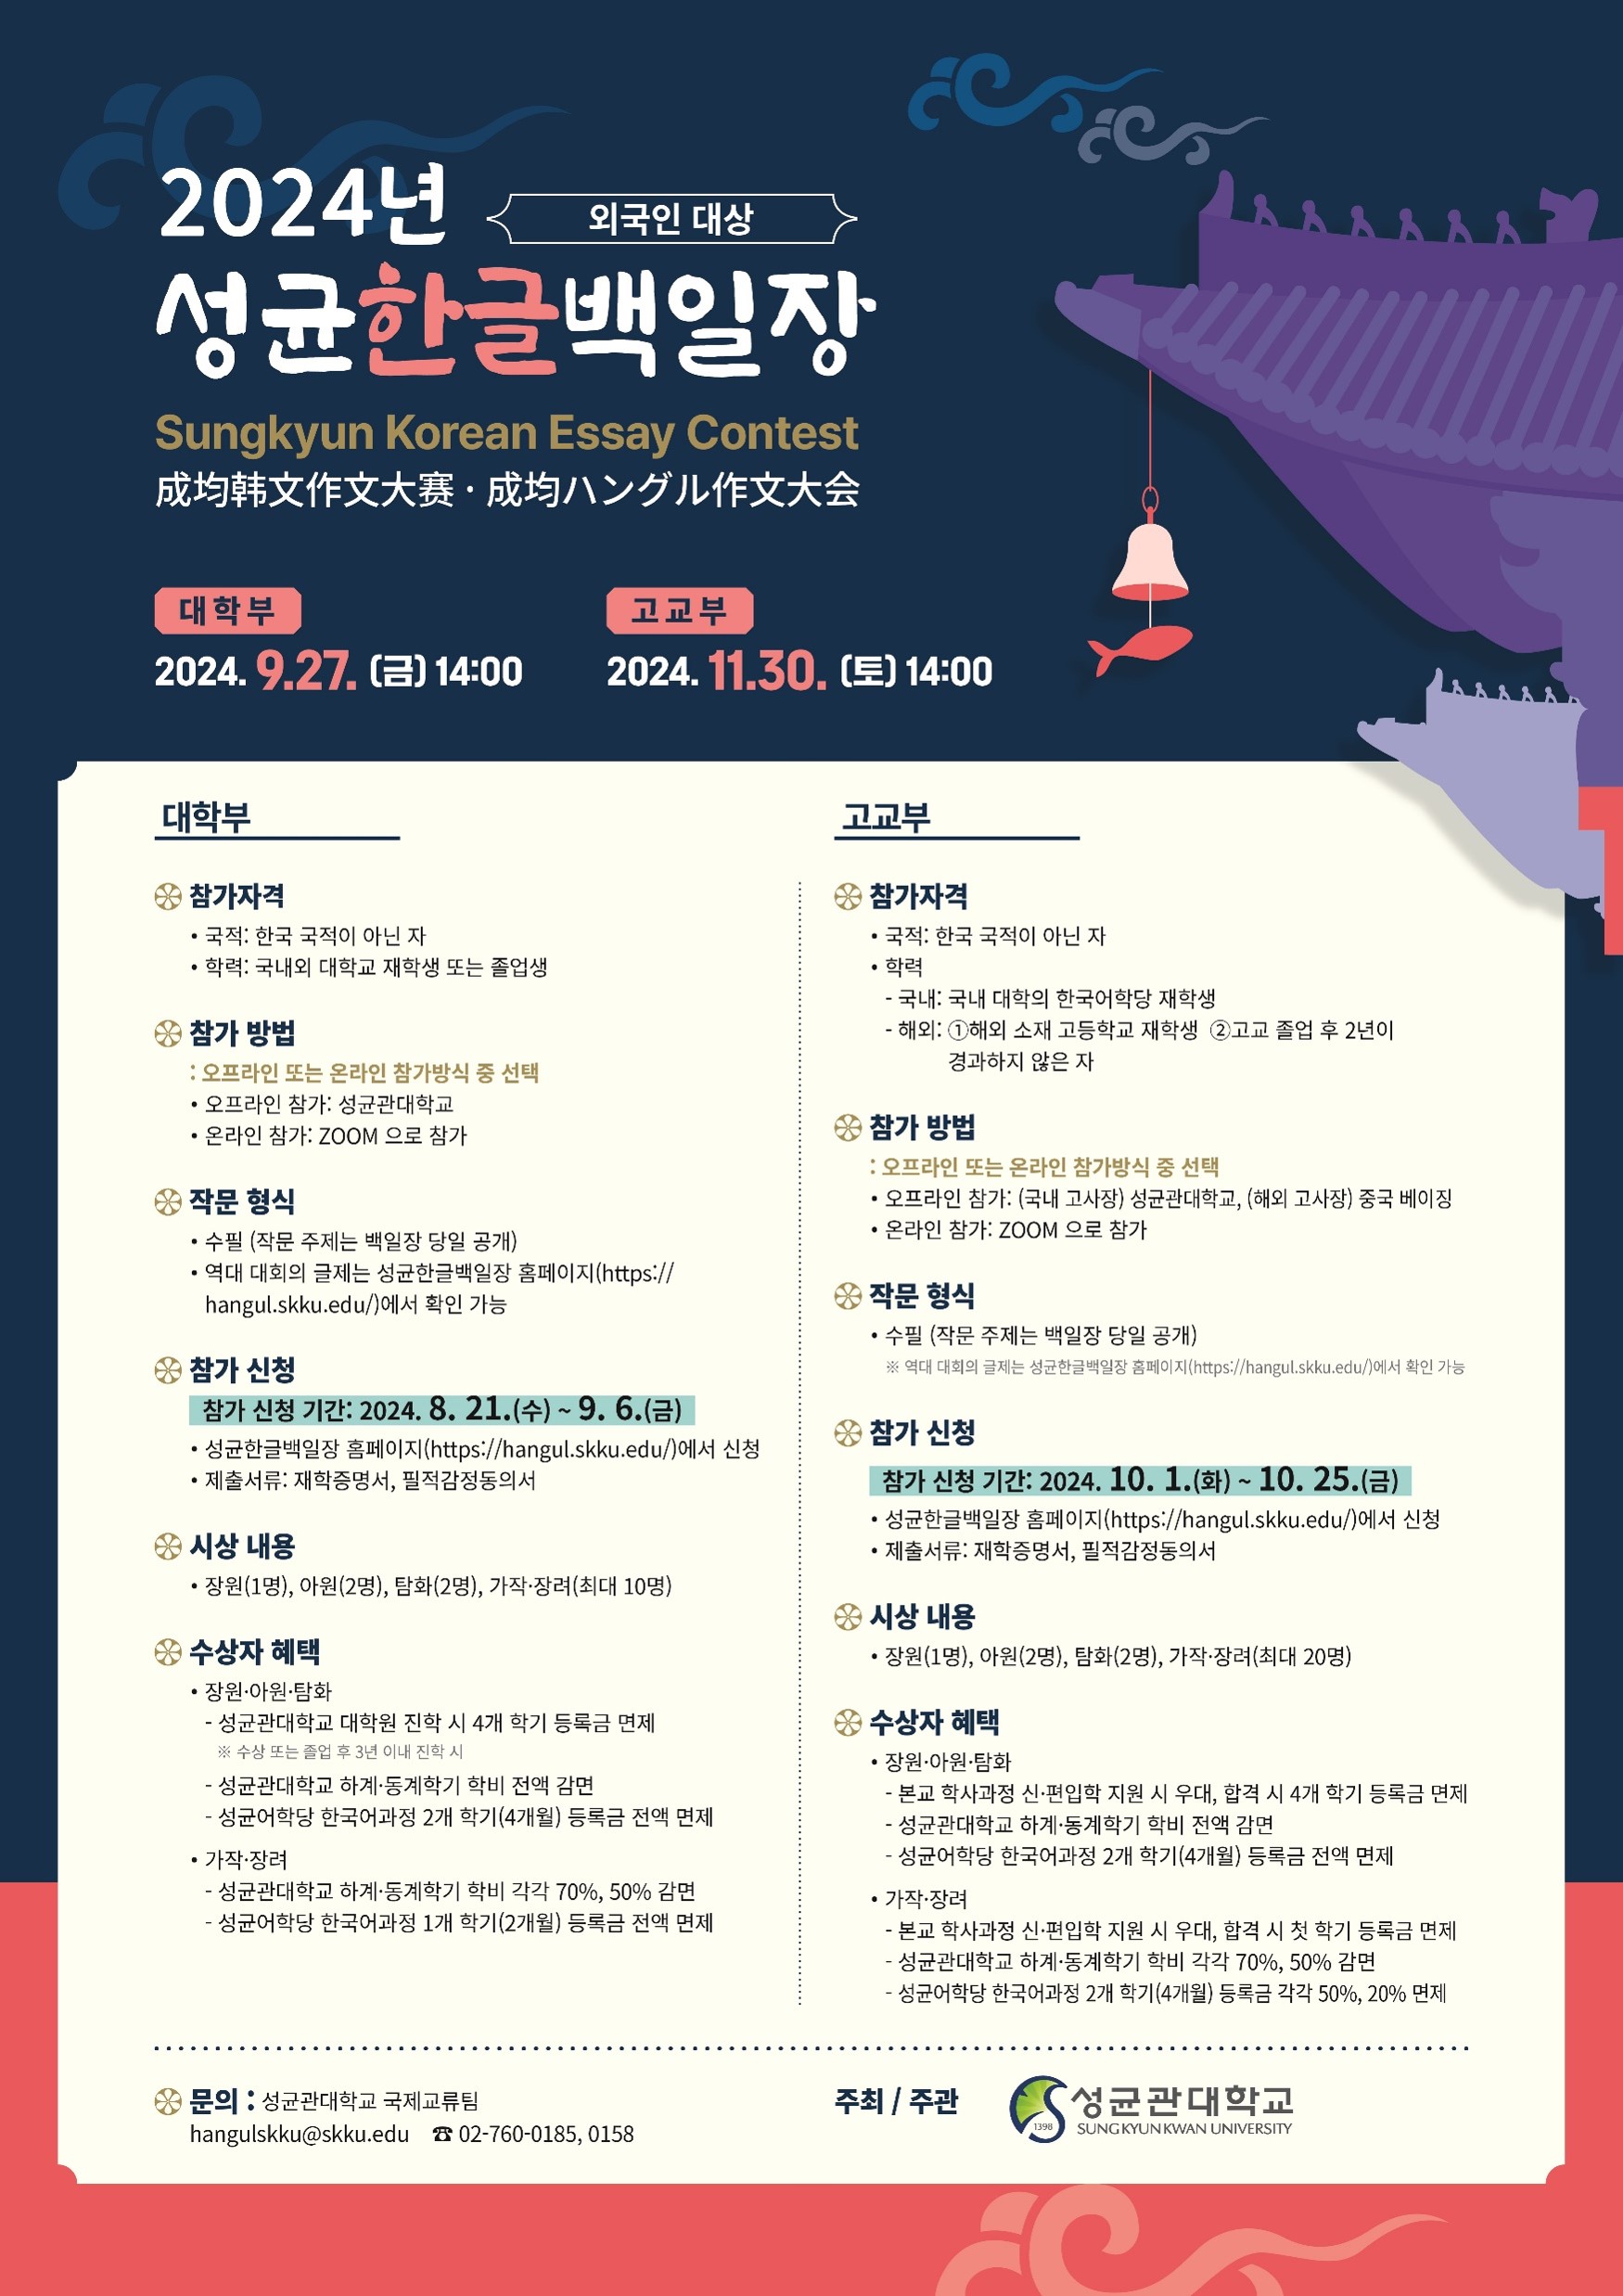 2024년
외국인 대상
성균한글백일장
Sungkyun Korean Essay Contest
成均韩文作文大赛 · 成均ハングル作文大会
대학부
2024. 9.27. (금) 14:00
고교부
2024. 11.30. (토) 14:00
대학부
참가자격
• 국적: 한국 국적이 아닌 자
• 학력: 국내외 대학교 재학생 또는 졸업생
참가 방법
: 오프라인 또는 온라인 참가방식 중 선택
• 오프라인 참가: 성균관대학교
• 온라인 참가: ZOOM 으로 참가
작문 형식
• 수필 (작문 주제는 백일장 당일 공개)
• 역대 대회의 글제는 성균한글백일장 홈페이지(https://
hangul.skku.edu/)에서 확인 가능
참가 신청
참가 신청 기간: 2024. 8. 21.(수) ~ 9. 6.(금)
• 성균한글백일장 홈페이지(https://hangul.skku.edu/)에서 신청
• 제출서류: 재학증명서, 필적감정동의서
시상 내용
• 장원(1명), 아원(2명), 탐화(2명), 가작·장려(최대 10명)
수상자 혜택
• 장원·아원·탐화
- 성균관대학교 대학원 진학 시 4개 학기 등록금 면제
※ 수상 또는 졸업 후 3년 이내 진학 시
- 성균관대학교 하계·동계학기 학비 전액 감면
- 성균어학당 한국어과정 2개 학기(4개월) 등록금 전액 면제
• 가작·장려
- 성균관대학교 하계·동계학기 학비 각각 70%, 50% 감면
- 성균어학당 한국어과정 1개 학기(2개월) 등록금 전액 면제
고교부
참가자격
• 국적: 한국 국적이 아닌 자
• 학력
- 국내: 국내 대학의 한국어학당 재학생
- 해외: ①해외 소재 고등학교 재학생 ②고교 졸업 후 2년이
경과하지 않은 자
참가 방법
: 오프라인 또는 온라인 참가방식 중 선택
• 오프라인 참가: (국내 고사장) 성균관대학교, (해외 고사장) 중국 베이징
• 온라인 참가: ZOOM 으로 참가
작문 형식
• 수필 (작문 주제는 백일장 당일 공개)
※ 역대 대회의 글제는 성균한글백일장 홈페이지(https://hangul.skku.edu/)에서 확인 가능
참가 신청
참가 신청 기간: 2024. 10. 1.(화) ~ 10. 25.(금)
• 성균한글백일장 홈페이지(https://hangul.skku.edu/)에서 신청
• 제출서류: 재학증명서, 필적감정동의서
시상 내용
• 장원(1명), 아원(2명), 탐화(2명), 가작·장려(최대 20명)
수상자 혜택
• 장원·아원·탐화
- 본교 학사과정 신·편입학 지원 시 우대, 합격 시 4개 학기 등록금 면제
- 성균관대학교 하계·동계학기 학비 전액 감면
- 성균어학당 한국어과정 2개 학기(4개월) 등록금 전액 면제
• 가작·장려
- 본교 학사과정 신·편입학 지원 시 우대, 합격 시 첫 학기 등록금 면제
- 성균관대학교 하계·동계학기 학비 각각 70%, 50% 감면
- 성균어학당 한국어과정 2개 학기(4개월) 등록금 각각 50%, 20% 면제
문의 : 성균관대학교 국제교류팀
hangulskku@skku.edu ☎ 02-760-0185, 0158
주최 / 주관
1398
성균관대학교
SUNGKYUNKWAN UNIVERSITY